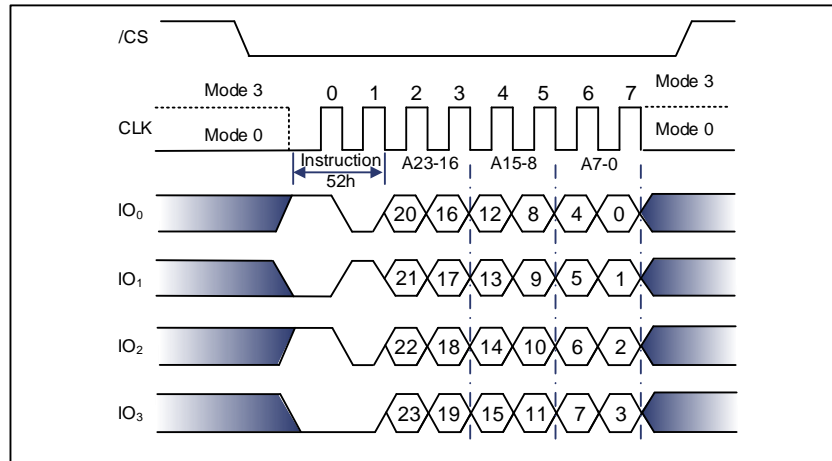 /CS
Mode 3 0 1 2 3 4 5 6 7 Mode 3
CLK Mode 0 Mode 0
Instruction A23-16 A15-8 A7-0
52h
IO0 20 16 12 8 4 0
IO1 21 17 13 9 5 1
IO2 22 18 14 10 6 2
IO3 23 19 15 11 7 3